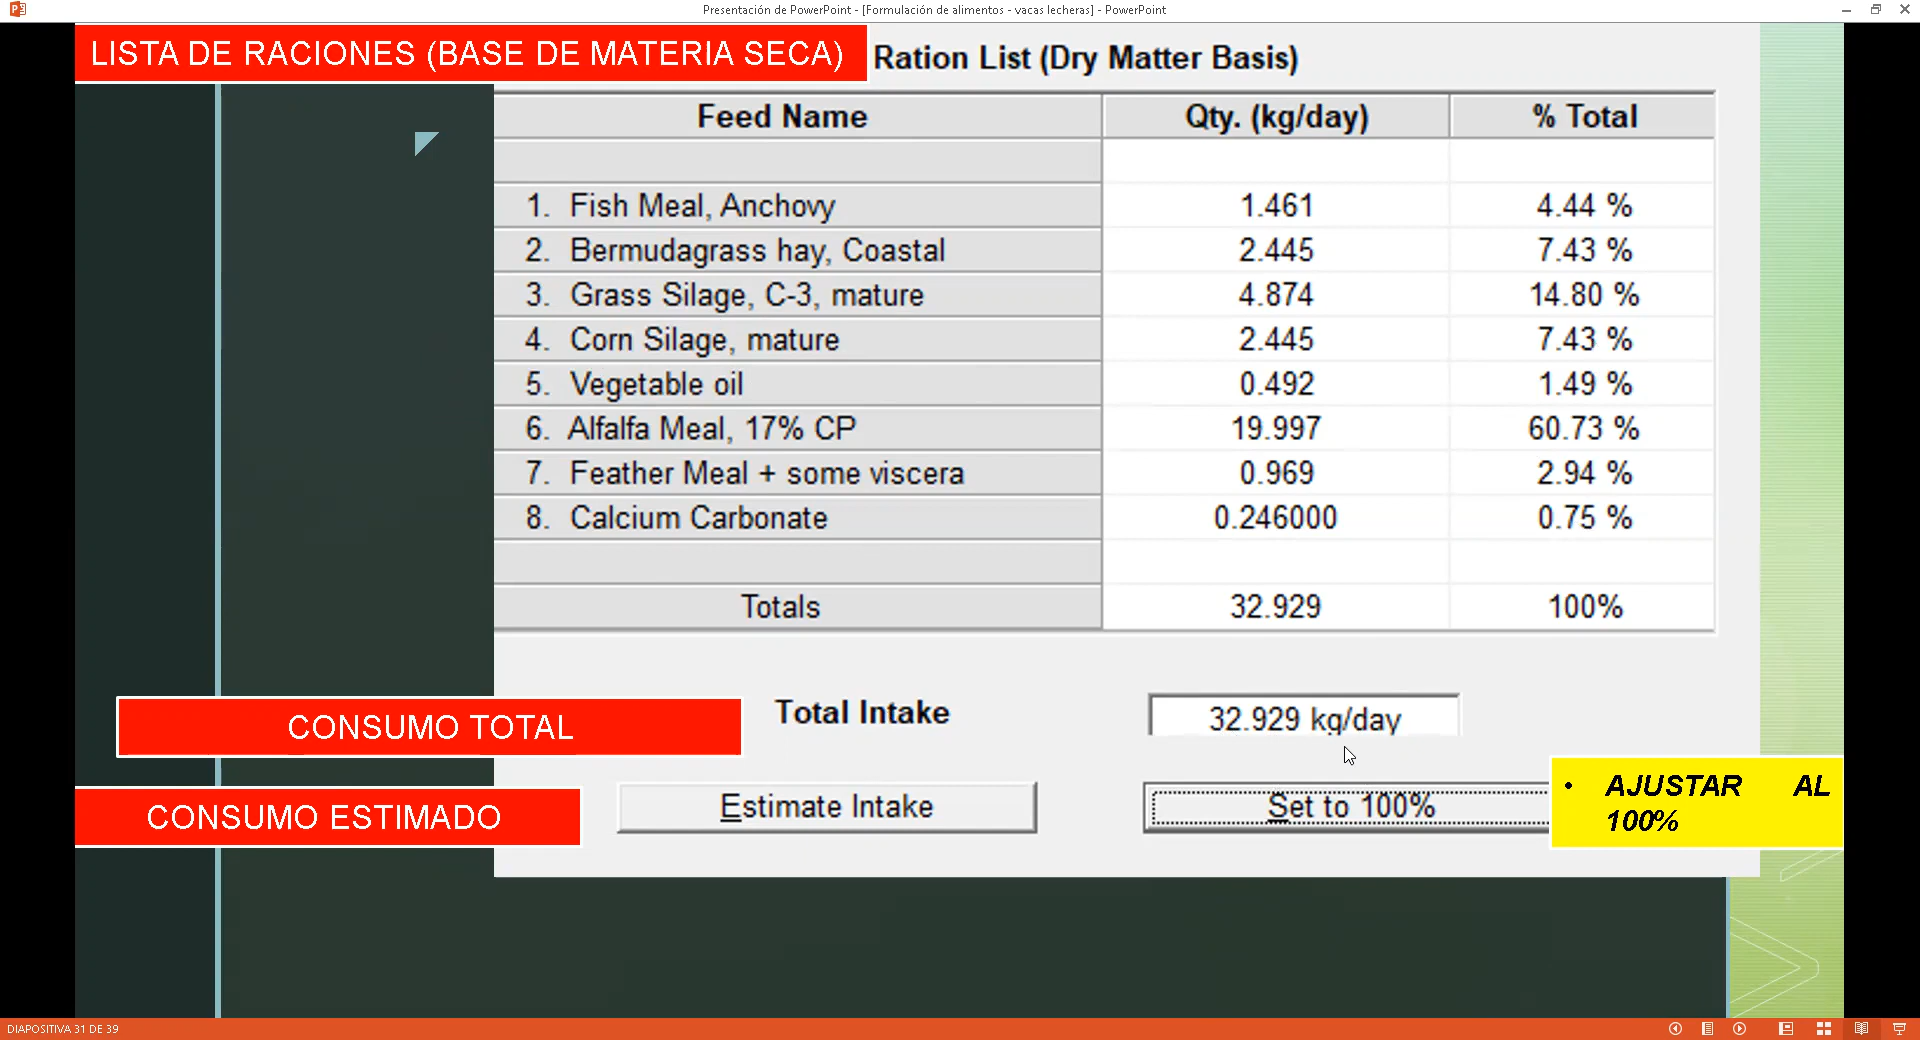 Presentación de PowerPoint - [Formulación de alimentos - vacas lecheras] - PowerPoint
LISTA DE RACIONES (BASE DE MATERIA SECA) Ration List (Dry Matter Basis)
Feed Name Qty. (kg/day) % Total
1. Fish Meal, Anchovy 1.461 4.44 %
2. Bermudagrass hay, Coastal 2.445 7.43 %
3. Grass Silage, C-3, mature 4.874 14.80 %
4. Corn Silage, mature 2.445 7.43 %
5. Vegetable oil 0.492 1.49 %
6. Alfalfa Meal, 17% CP 19.997 60.73 %
7. Feather Meal + some viscera 0.969 2.94 %
8. Calcium Carbonate 0.246000 0.75 %
Totals 32.929 100%
CONSUMO TOTAL Total Intake 32.929 kg/day
CONSUMO ESTIMADO Estimate Intake Set to 100%
• AJUSTAR AL
100%
DIAPOSITIVA 31 DE 39